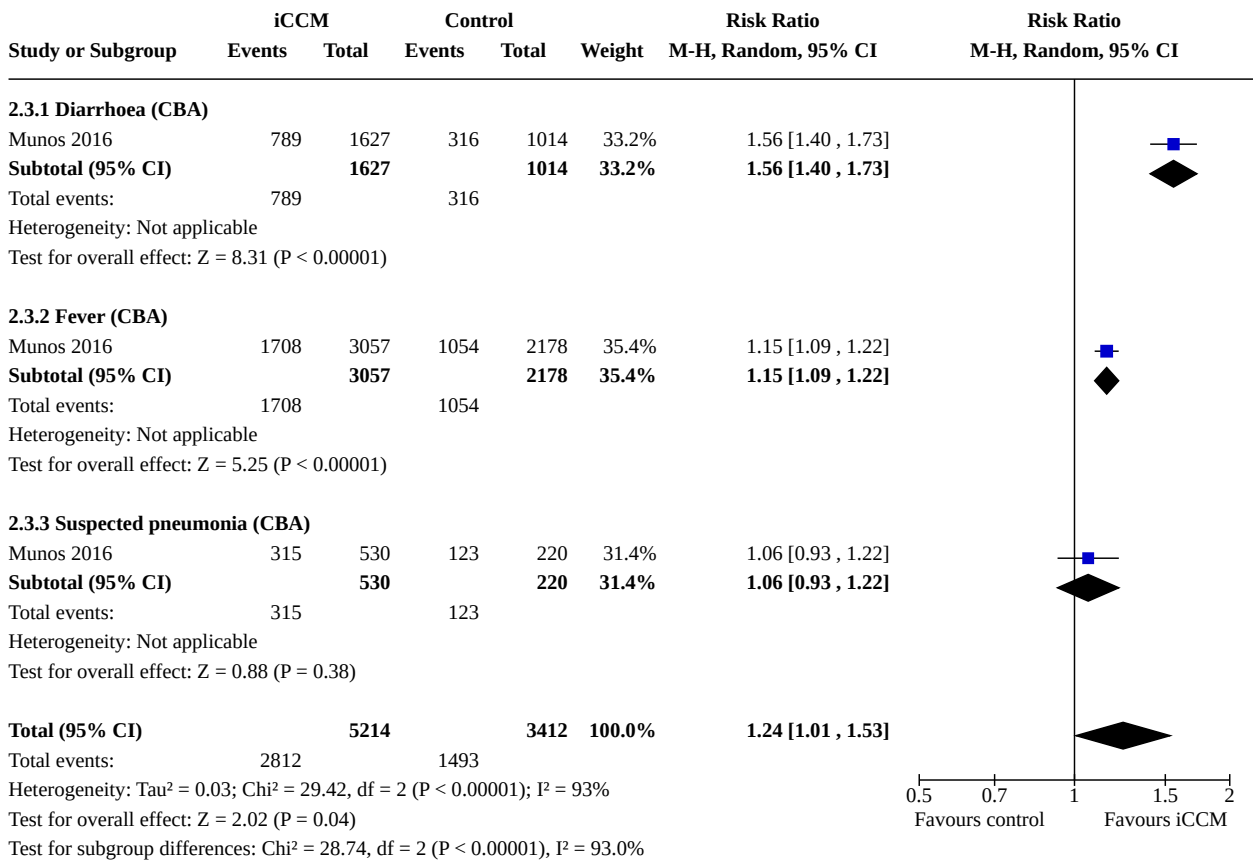 iCCM Control Risk Ratio Risk Ratio
Study or Subgroup Events Total Events Total Weight M-H, Random, 95% CI M-H, Random, 95% CI
2.3.1 Diarrhoea (CBA)
Munos 2016 789 1627 316 1014 33.2% 1.56 [1.40 , 1.73]
Subtotal (95% CI) 1627 1014 33.2% 1.56 [1.40 , 1.73]
Total events: 789 316
Heterogeneity: Not applicable
Test for overall effect: Z = 8.31 (P < 0.00001)
2.3.2 Fever (CBA)
Munos 2016 1708 3057 1054 2178 35.4% 1.15 [1.09 , 1.22]
Subtotal (95% CI) 3057 2178 35.4% 1.15 [1.09 , 1.22]
Total events: 1708 1054
Heterogeneity: Not applicable
Test for overall effect: Z = 5.25 (P < 0.00001)
2.3.3 Suspected pneumonia (CBA)
Munos 2016 315 530 123 220 31.4% 1.06 [0.93 , 1.22]
Subtotal (95% CI) 530 220 31.4% 1.06 [0.93 , 1.22]
Total events: 315 123
Heterogeneity: Not applicable
Test for overall effect: Z = 0.88 (P = 0.38)
Total (95% CI) 5214 3412 100.0% 1.24 [1.01 , 1.53]
Total events: 2812 1493
Heterogeneity: Tau² = 0.03; Chi² = 29.42, df = 2 (P < 0.00001); I² = 93%
0.5 0.7 1 1.5 2
Test for overall effect: Z = 2.02 (P = 0.04) Favours control Favours iCCM
Test for subgroup differences: Chi² = 28.74, df = 2 (P < 0.00001), I² = 93.0%